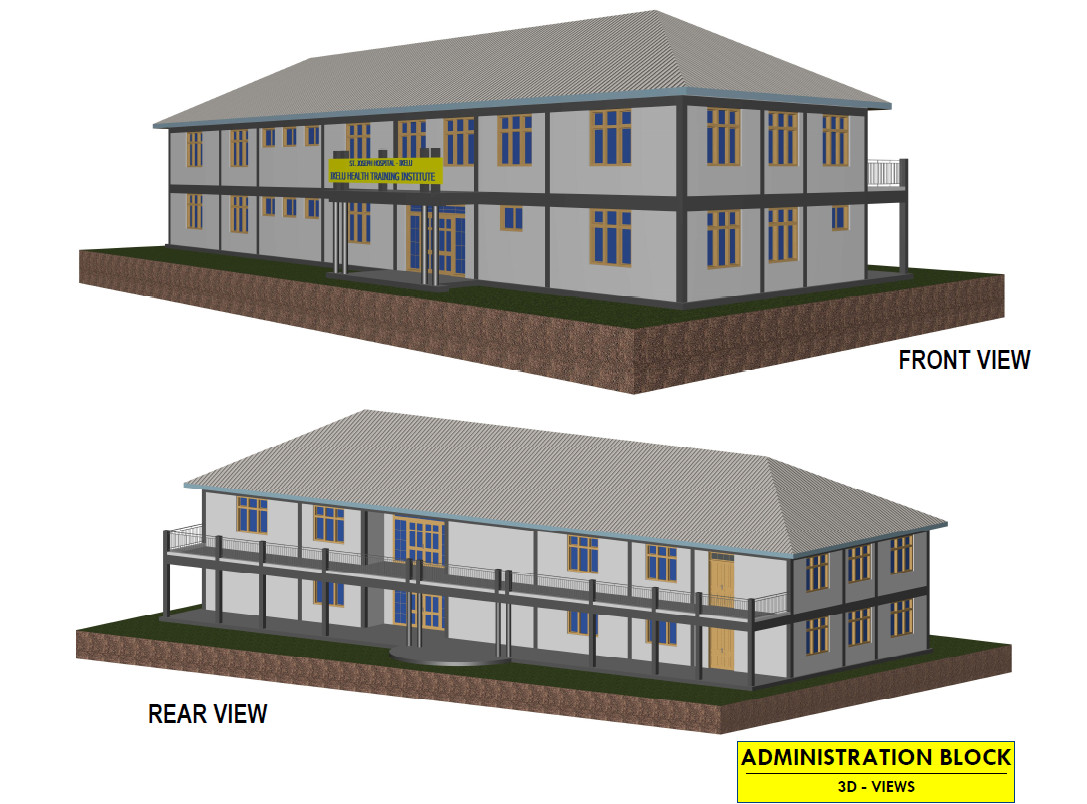 ST. JOSEPH HOSPITAL - IKELU
IKELU HEALTH TRAINING INSTITUTE
FRONT VIEW
REAR VIEW
ADMINISTRATION BLOCK
3D - VIEWS